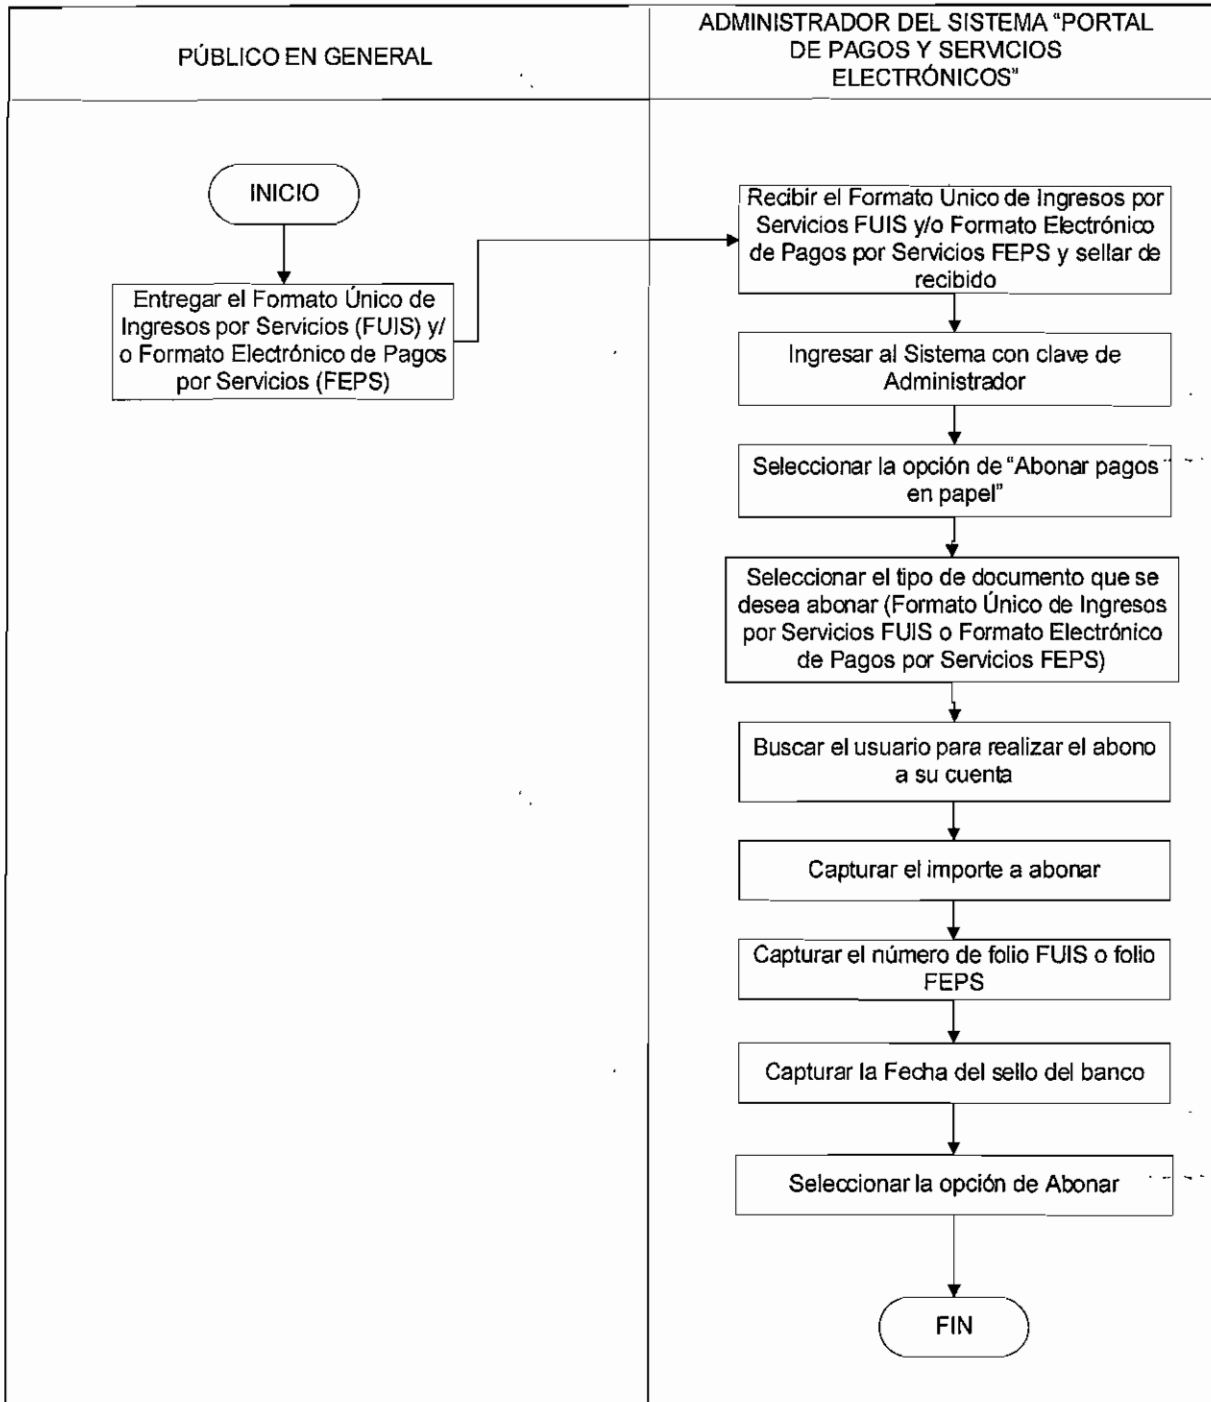 PÚBLICO EN GENERAL
ADMINISTRADOR DEL SISTEMA "PORTAL
DE PAGOS Y SERVICIOS
ELECTRÓNICOS"
INICIO
Entregar el Formato Único de
Ingresos por Servicios (FUIS) y/
o Formato Electrónico de Pagos
por Servicios (FEPS)
Recibir el Formato Único de Ingresos por
Servicios FUIS y/o Formato Electrónico
de Pagos por Servicios FEPS y sellar de
recibido
Ingresar al Sistema con clave de
Administrador
Seleccionar la opción de "Abonar pagos
en papel"
Seleccionar el tipo de documento que se
desea abonar (Formato Único de Ingresos
por Servicios FUIS o Formato Electrónico
de Pagos por Servicios FEPS)
Buscar el usuario para realizar el abono
a su cuenta
Capturar el importe a abonar
Capturar el número de folio FUIS o folio
FEPS
Capturar la Fecha del sello del banco
Seleccionar la opción de Abonar
FIN